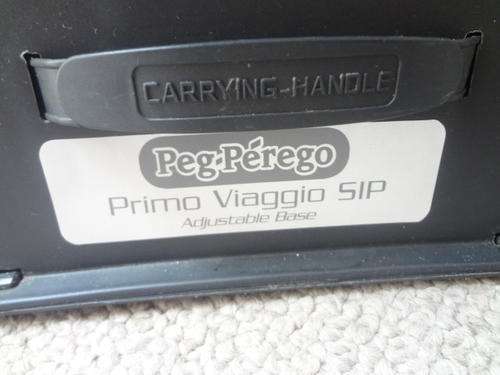 CARRYING-HANDLE
Peg-Pérego
Primo Viaggio SIP
Adjustable Base